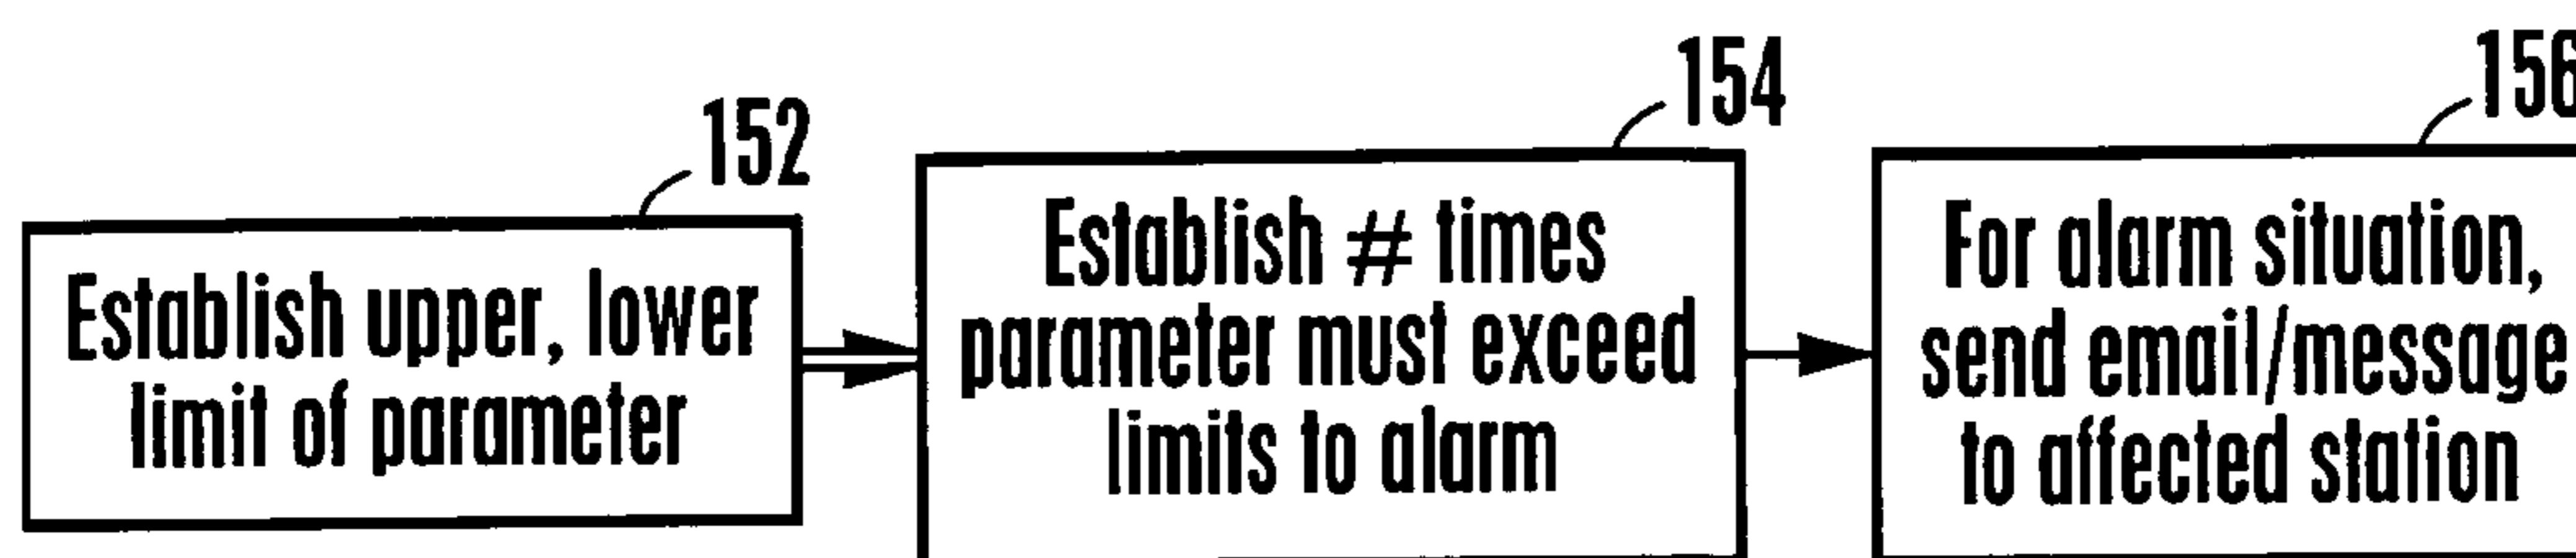 152
Establish upper, lower
limit of parameter
154
Establish # times
parameter must exceed
limits to alarm
156
For alarm situation,
send email/message
to affected station